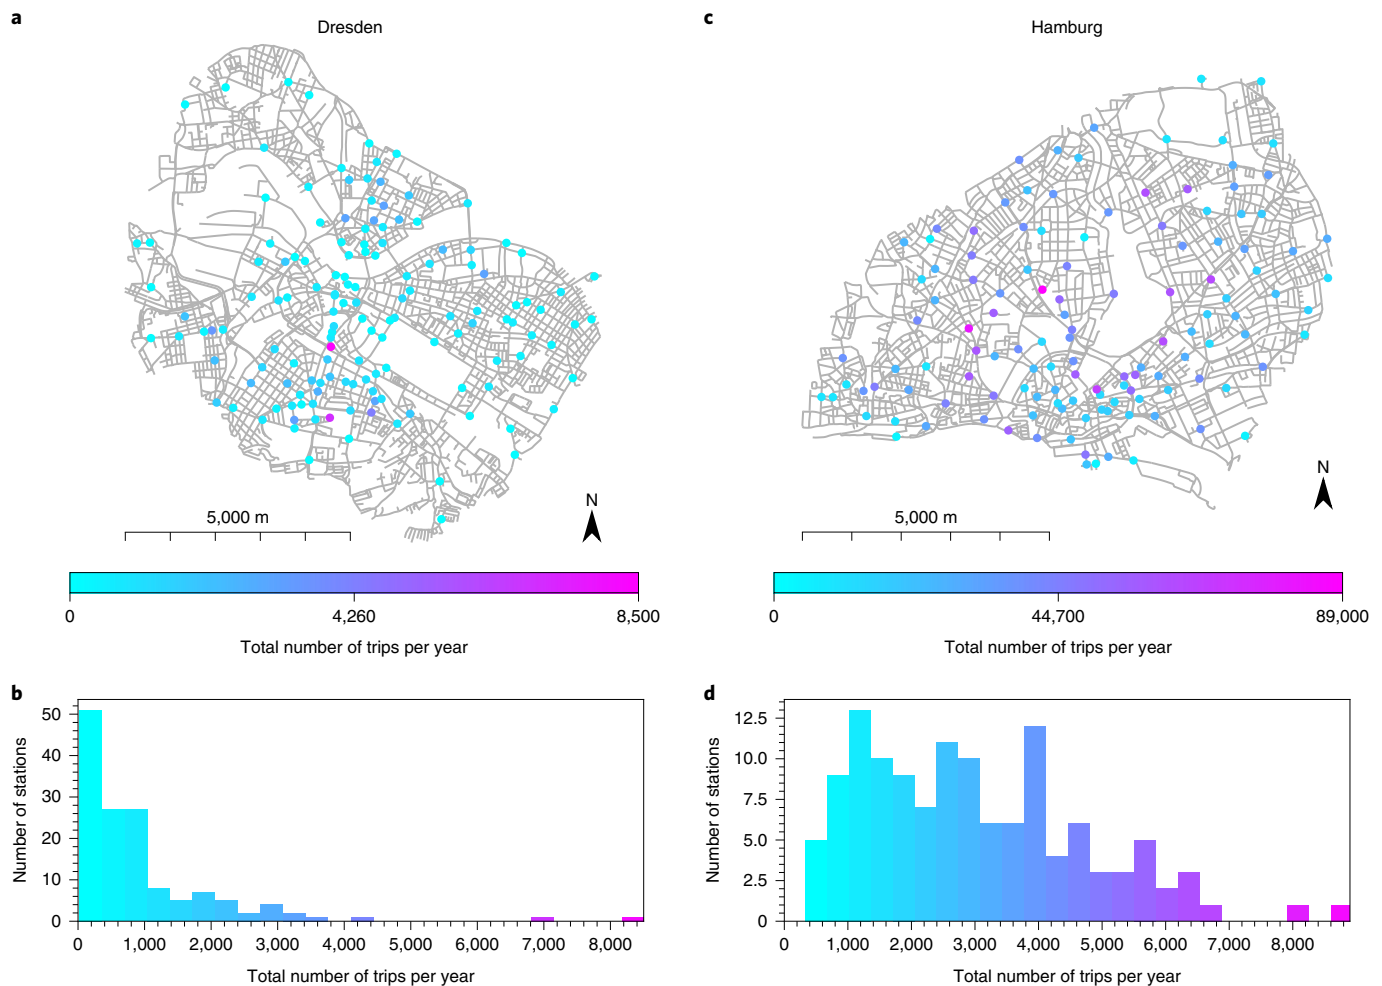 a
Dresden
N
5,000 m
0
4,260
8,500
Total number of trips per year
b
Number of stations
50
40
30
20
10
0
0
1,000
2,000
3,000
4,000
5,000
6,000
7,000
8,000
Total number of trips per year
c
Hamburg
N
5,000 m
0
44,700
89,000
Total number of trips per year
d
Number of stations
12.5
10.0
7.5
5.0
2.5
0
0
1,000
2,000
3,000
4,000
5,000
6,000
7,000
8,000
Total number of trips per year